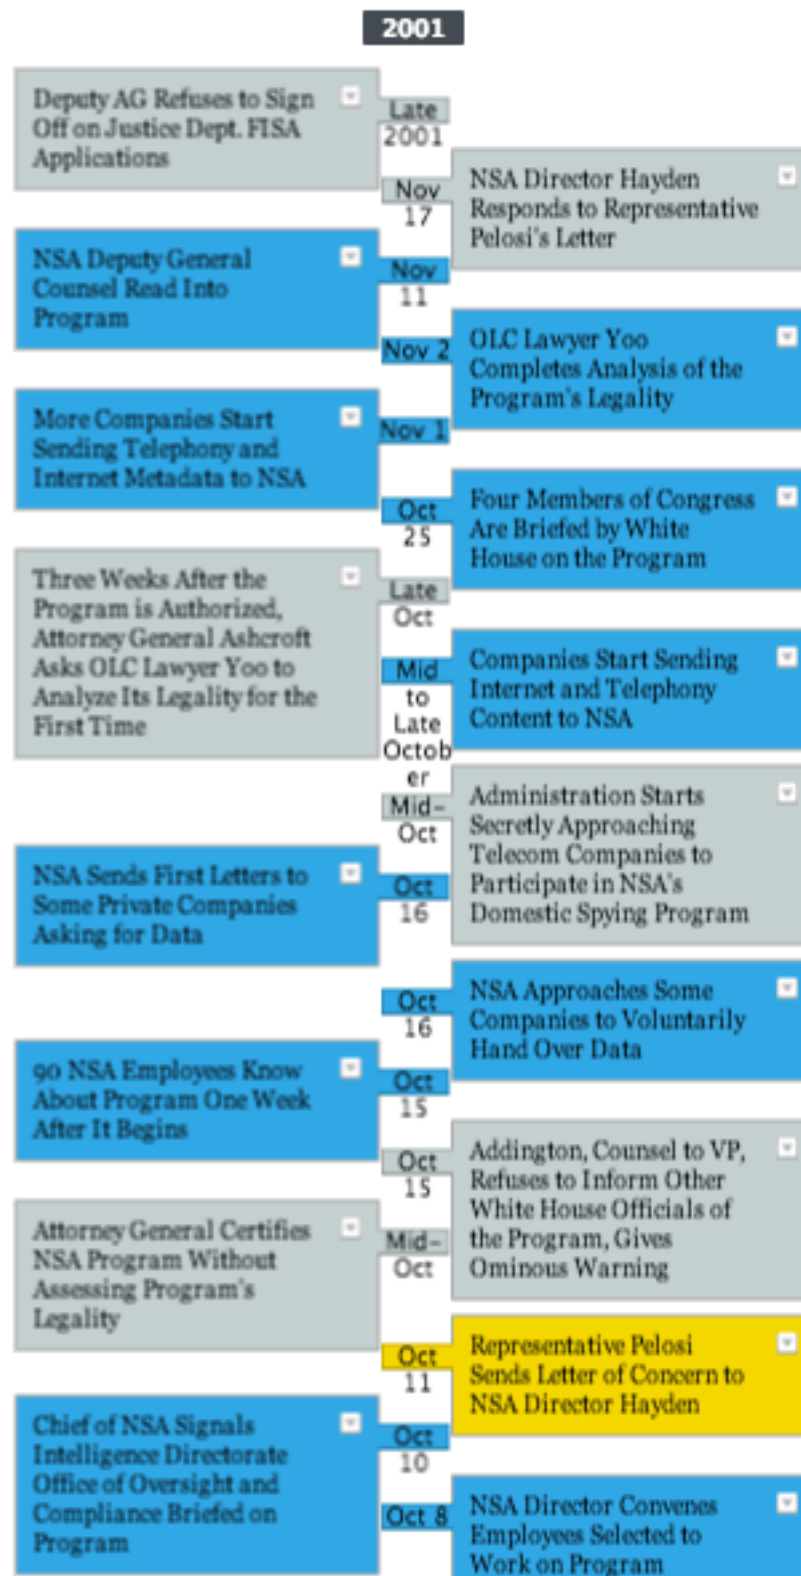 2001
Deputy AG Refuses to Sign
Off on Justice Dept. FISA
Applications
Late
2001
NSA Director Hayden
Responds to Representative
Pelosi's Letter
Nov
17
NSA Deputy General
Counsel Read Into
Program
Nov
11
OLC Lawyer Yoo
Completes Analysis of the
Program's Legality
Nov 2
More Companies Start
Sending Telephony and
Internet Metadata to NSA
Nov 1
Four Members of Congress
Are Briefed by White
House on the Program
Oct
25
Three Weeks After the
Program is Authorized,
Attorney General Ashcroft
Asks OLC Lawyer Yoo to
Analyze Its Legality for the
First Time
Late
Oct
Companies Start Sending
Internet and Telephony
Content to NSA
Mid
to
Late
Octob
er
Administration Starts
Secretly Approaching
Telecom Companies to
Participate in NSA's
Domestic Spying Program
Mid-
Oct
NSA Sends First Letters to
Some Private Companies
Asking for Data
Oct
16
NSA Approaches Some
Companies to Voluntarily
Hand Over Data
Oct
16
90 NSA Employees Know
About Program One Week
After It Begins
Oct
15
Addington, Counsel to VP,
Refuses to Inform Other
White House Officials of
the Program, Gives
Ominous Warning
Oct
15
Attorney General Certifies
NSA Program Without
Assessing Program's
Legality
Mid-
Oct
Representative Pelosi
Sends Letter of Concern to
NSA Director Hayden
Oct
11
Chief of NSA Signals
Intelligence Directorate
Office of Oversight and
Compliance Briefed on
Program
Oct
10
NSA Director Convenes
Employees Selected to
Work on Program
Oct 8